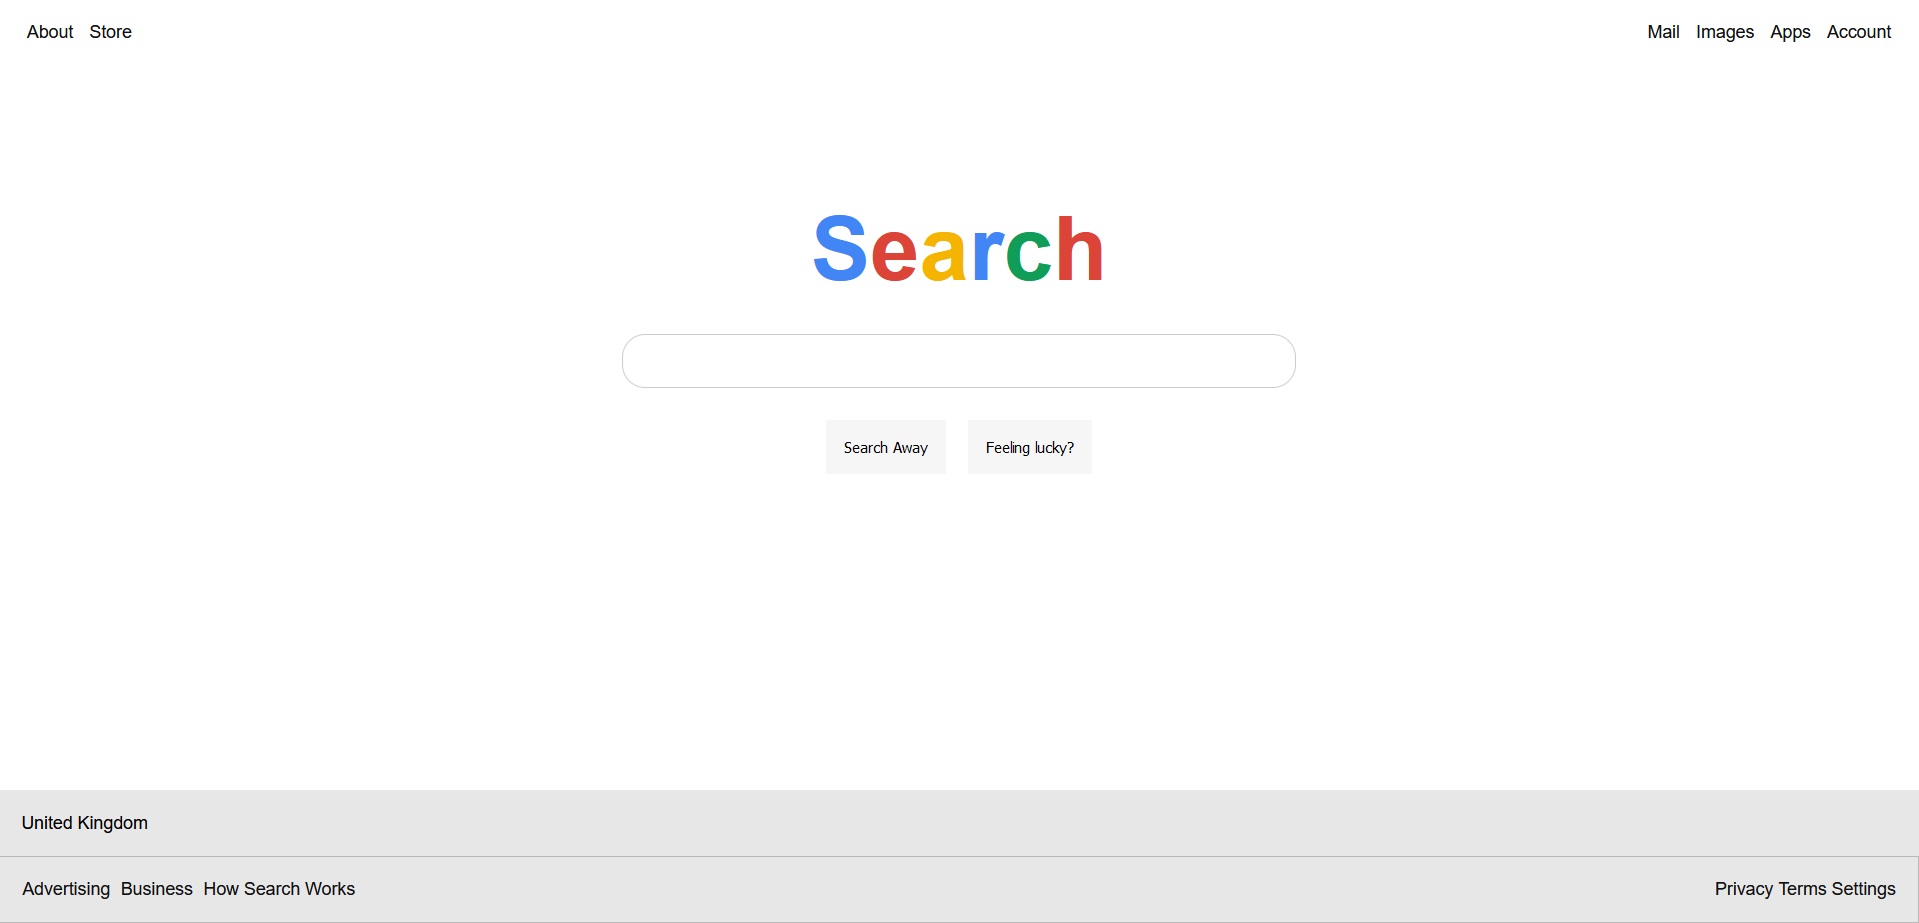 About Store Mail Images Apps Account
Search
Search Away Feeling lucky?
United Kingdom
Advertising Business How Search Works Privacy Terms Settings